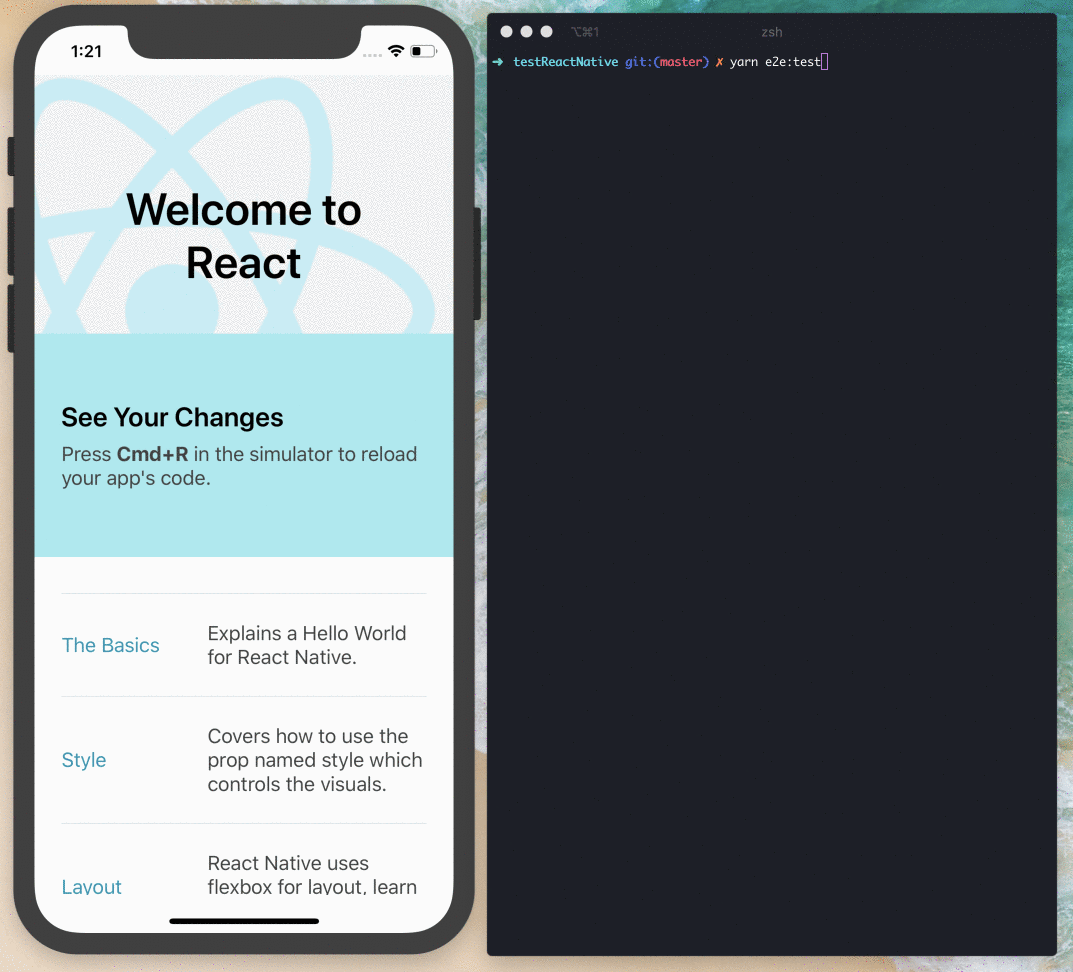 1:21
Welcome to
React
See Your Changes
Press Cmd+R in the simulator to reload
your app's code.
The Basics
Explains a Hello World
for React Native.
Style
Covers how to use the
prop named style which
controls the visuals.
Layout
React Native uses
flexbox for layout, learn
⌥⌘1
zsh
➜ testReactNative git:(master) ✗ yarn e2e:test